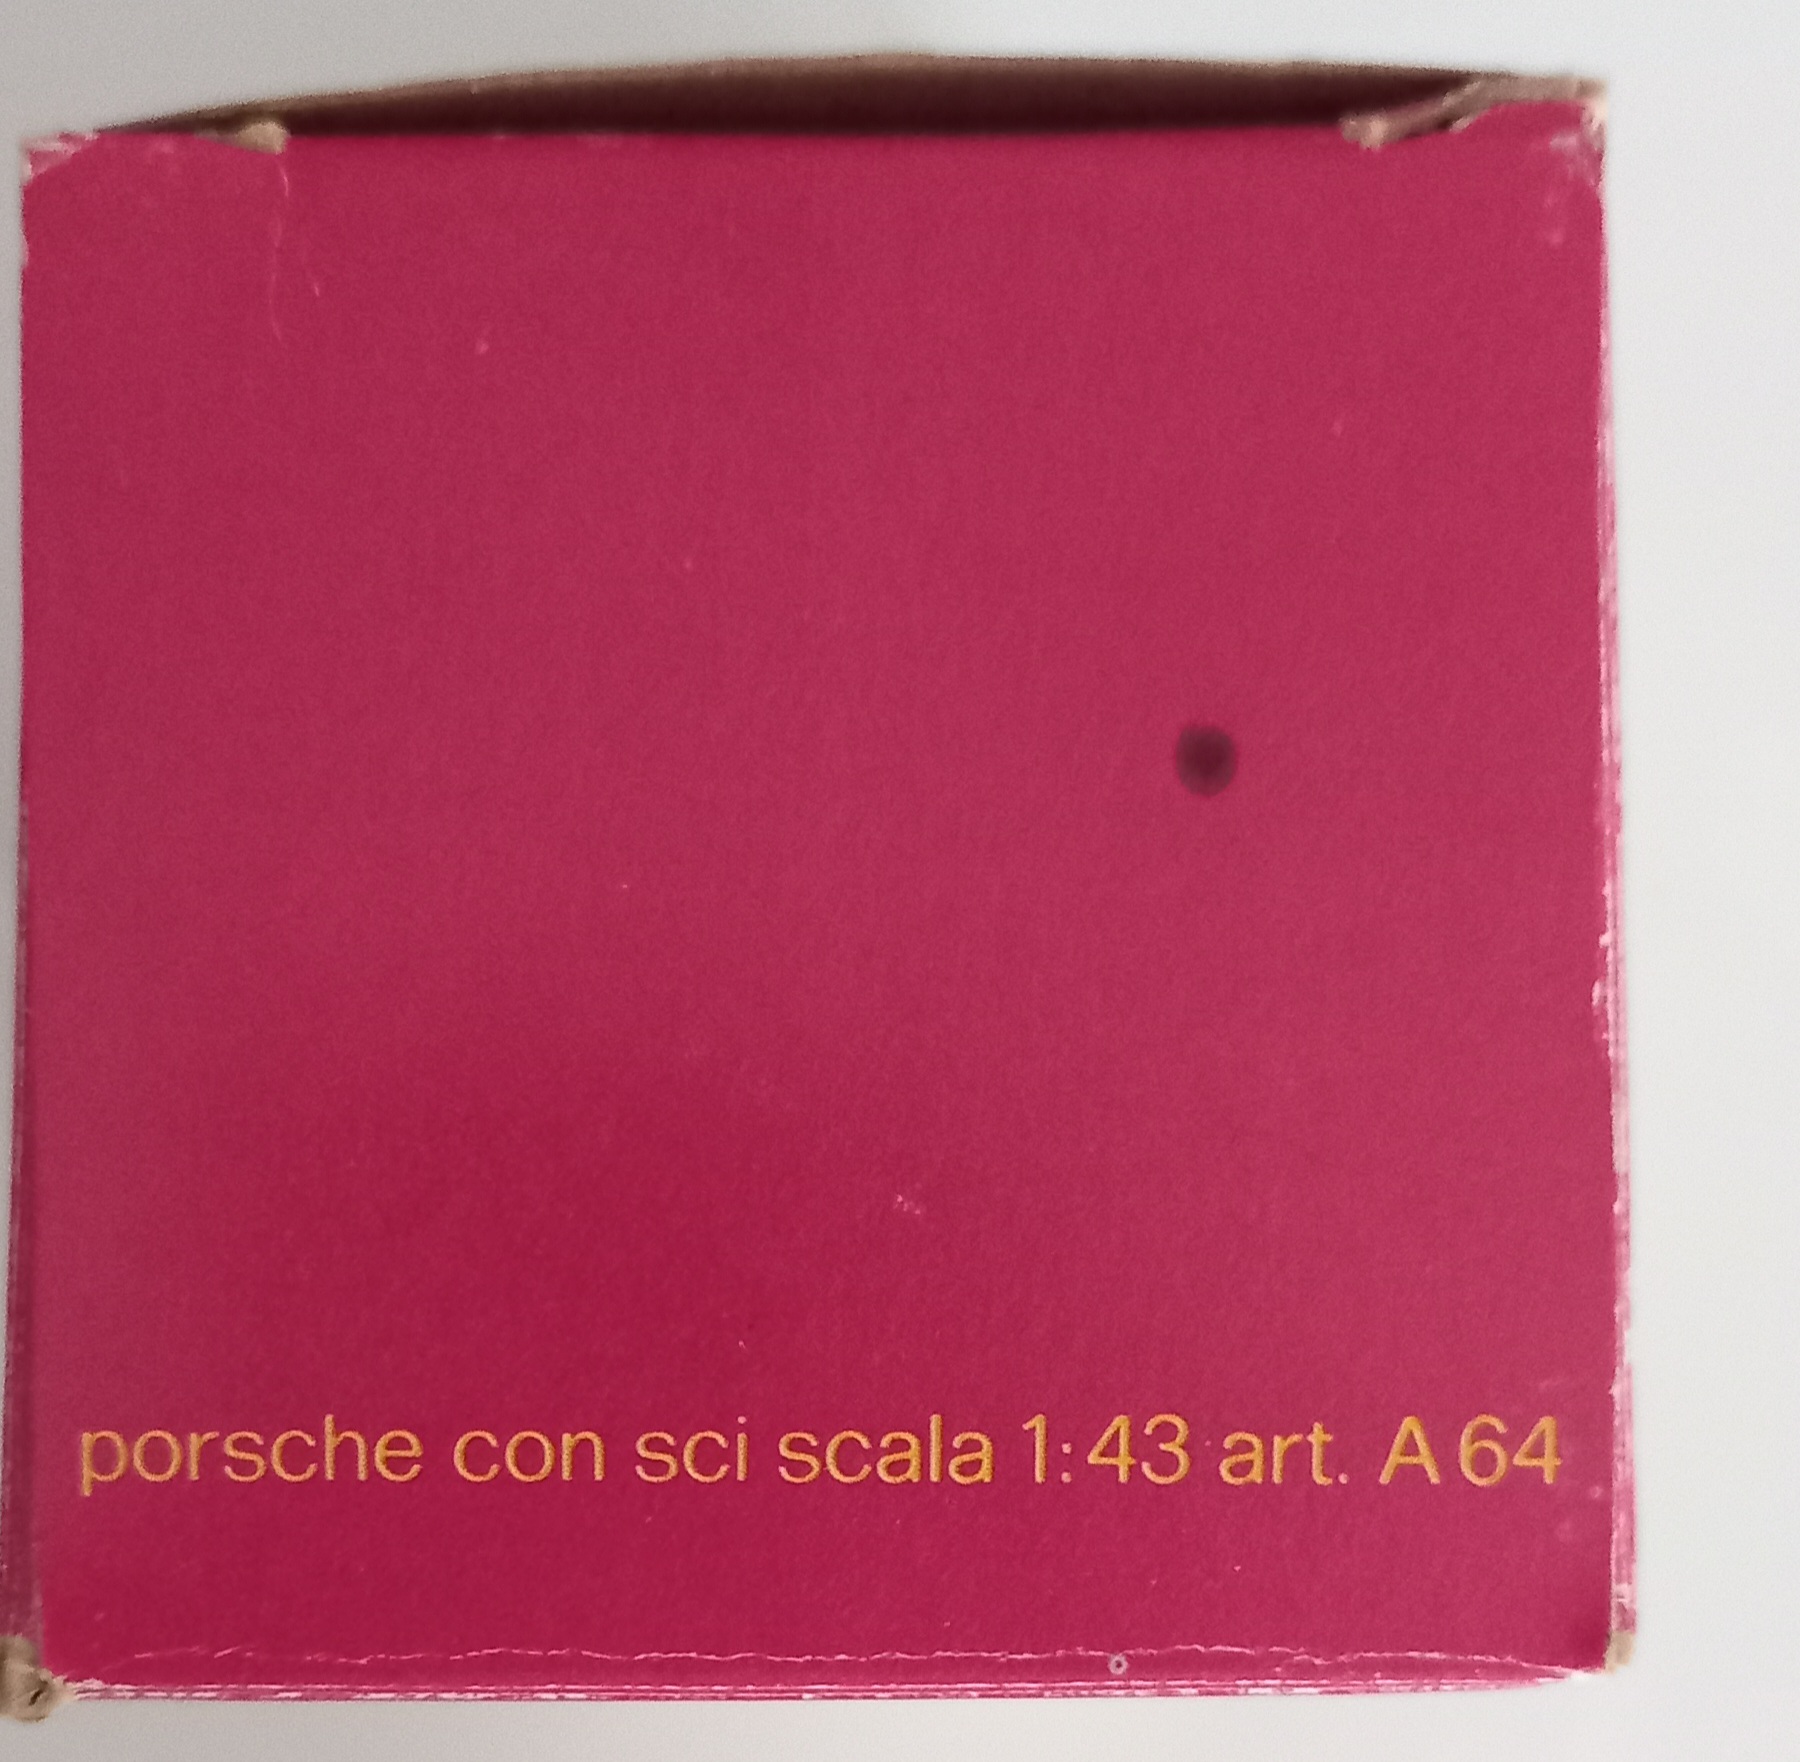 porsche con sci scala 1:43 art. A 64